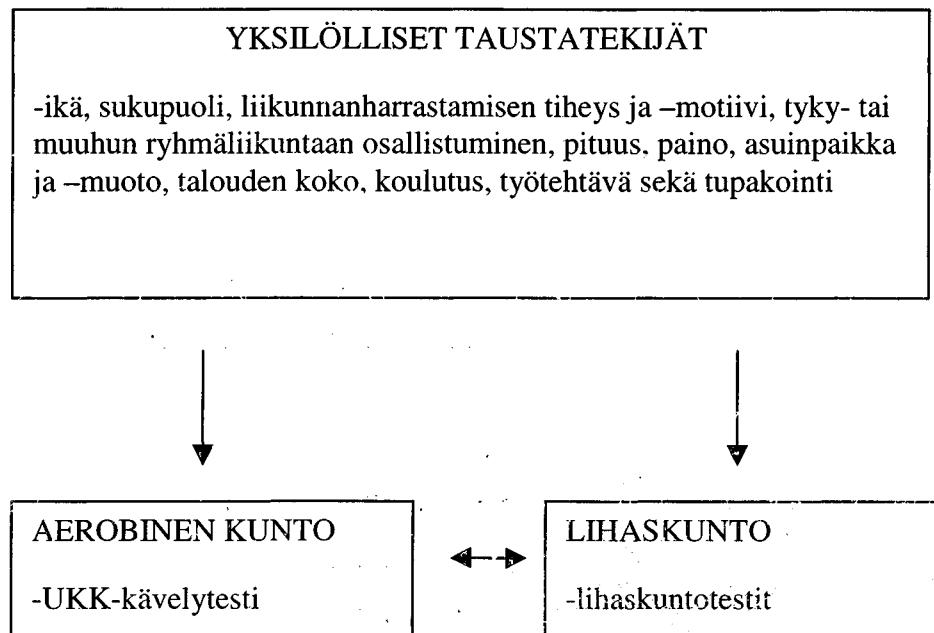 YKSILÖLLISET TAUSTATEKIJÄT
-ikä, sukupuoli, liikunnanharrastamisen tiheys ja –motiivi, tyky- tai
muuhun ryhmäliikuntaan osallistuminen, pituus, paino, asuinpaikka
ja –muoto, talouden koko, koulutus, työtehtävä sekä tupakointi
AEROBINEN KUNTO
-UKK-kävelytesti
LIHASKUNTO
-lihaskuntotestit